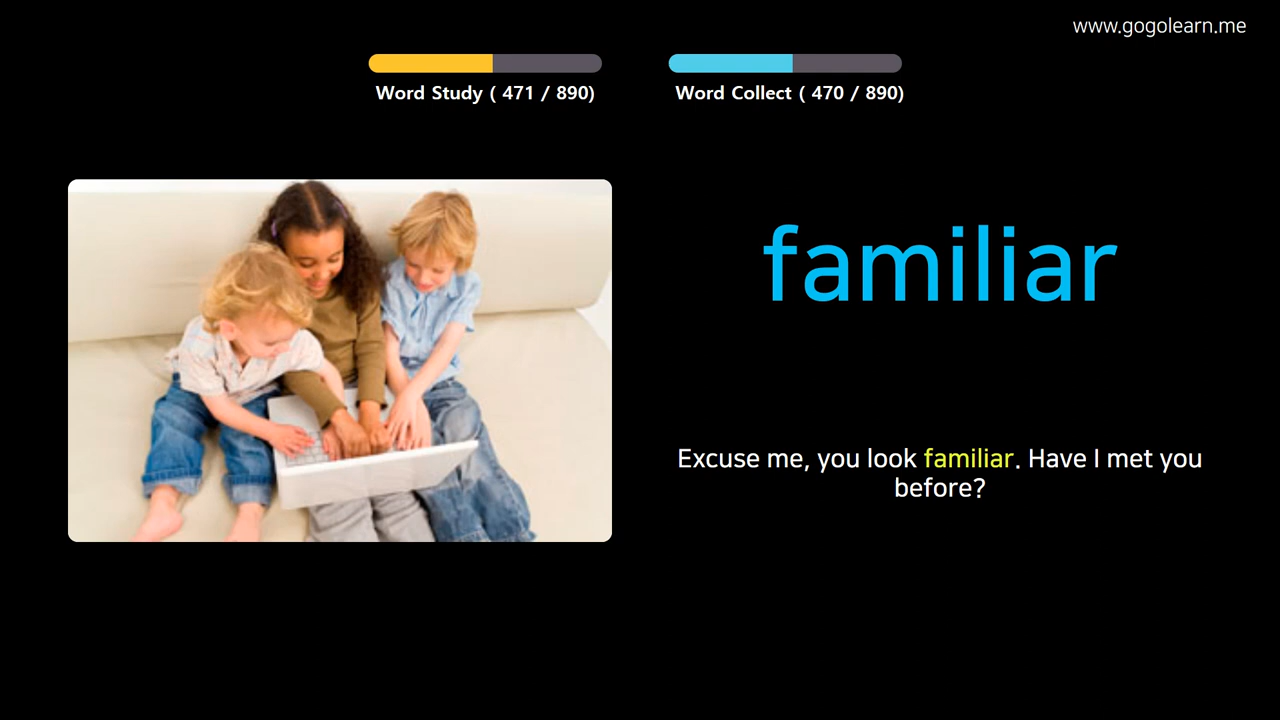 www.gogolearn.me
Word Study ( 471 / 890)
Word Collect ( 470 / 890)
familiar
Excuse me, you look familiar. Have I met you
before?